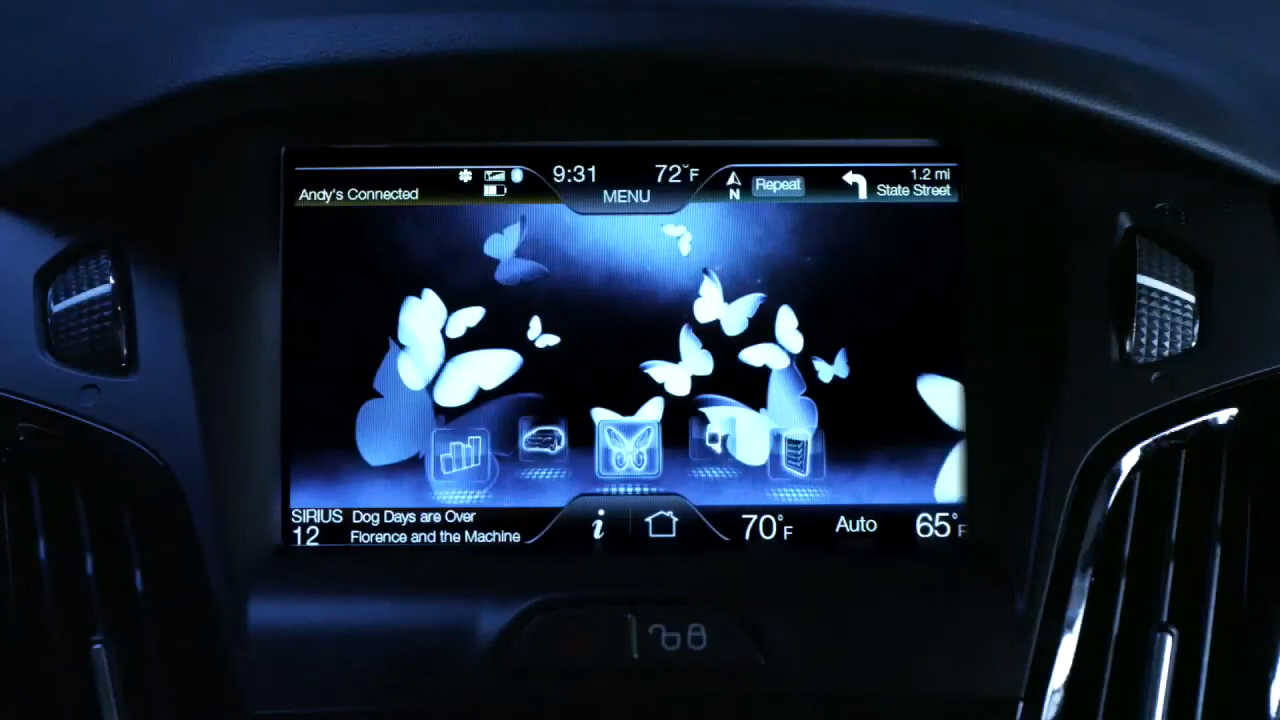 Andy's Connected
9:31
72°F
MENU
N
Repeat
1.2 mi
State Street
SIRIUS
12
Dog Days are Over
Florence and the Machine
i
70°F
Auto
65°F